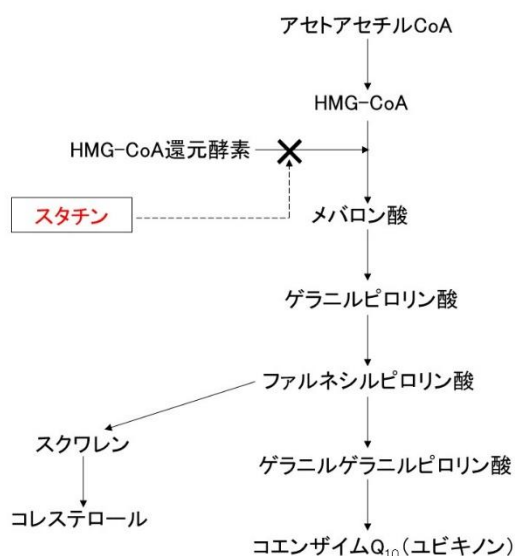 アセトアセチルCoA
HMG-CoA
HMG-CoA還元酵素
スタチン
メバロン酸
ゲラニルピロリン酸
ファルネシルピロリン酸
スクワレン
ゲラニルゲラニルピロリン酸
コレステロール
コエンザイムQ10(ユビキノン)